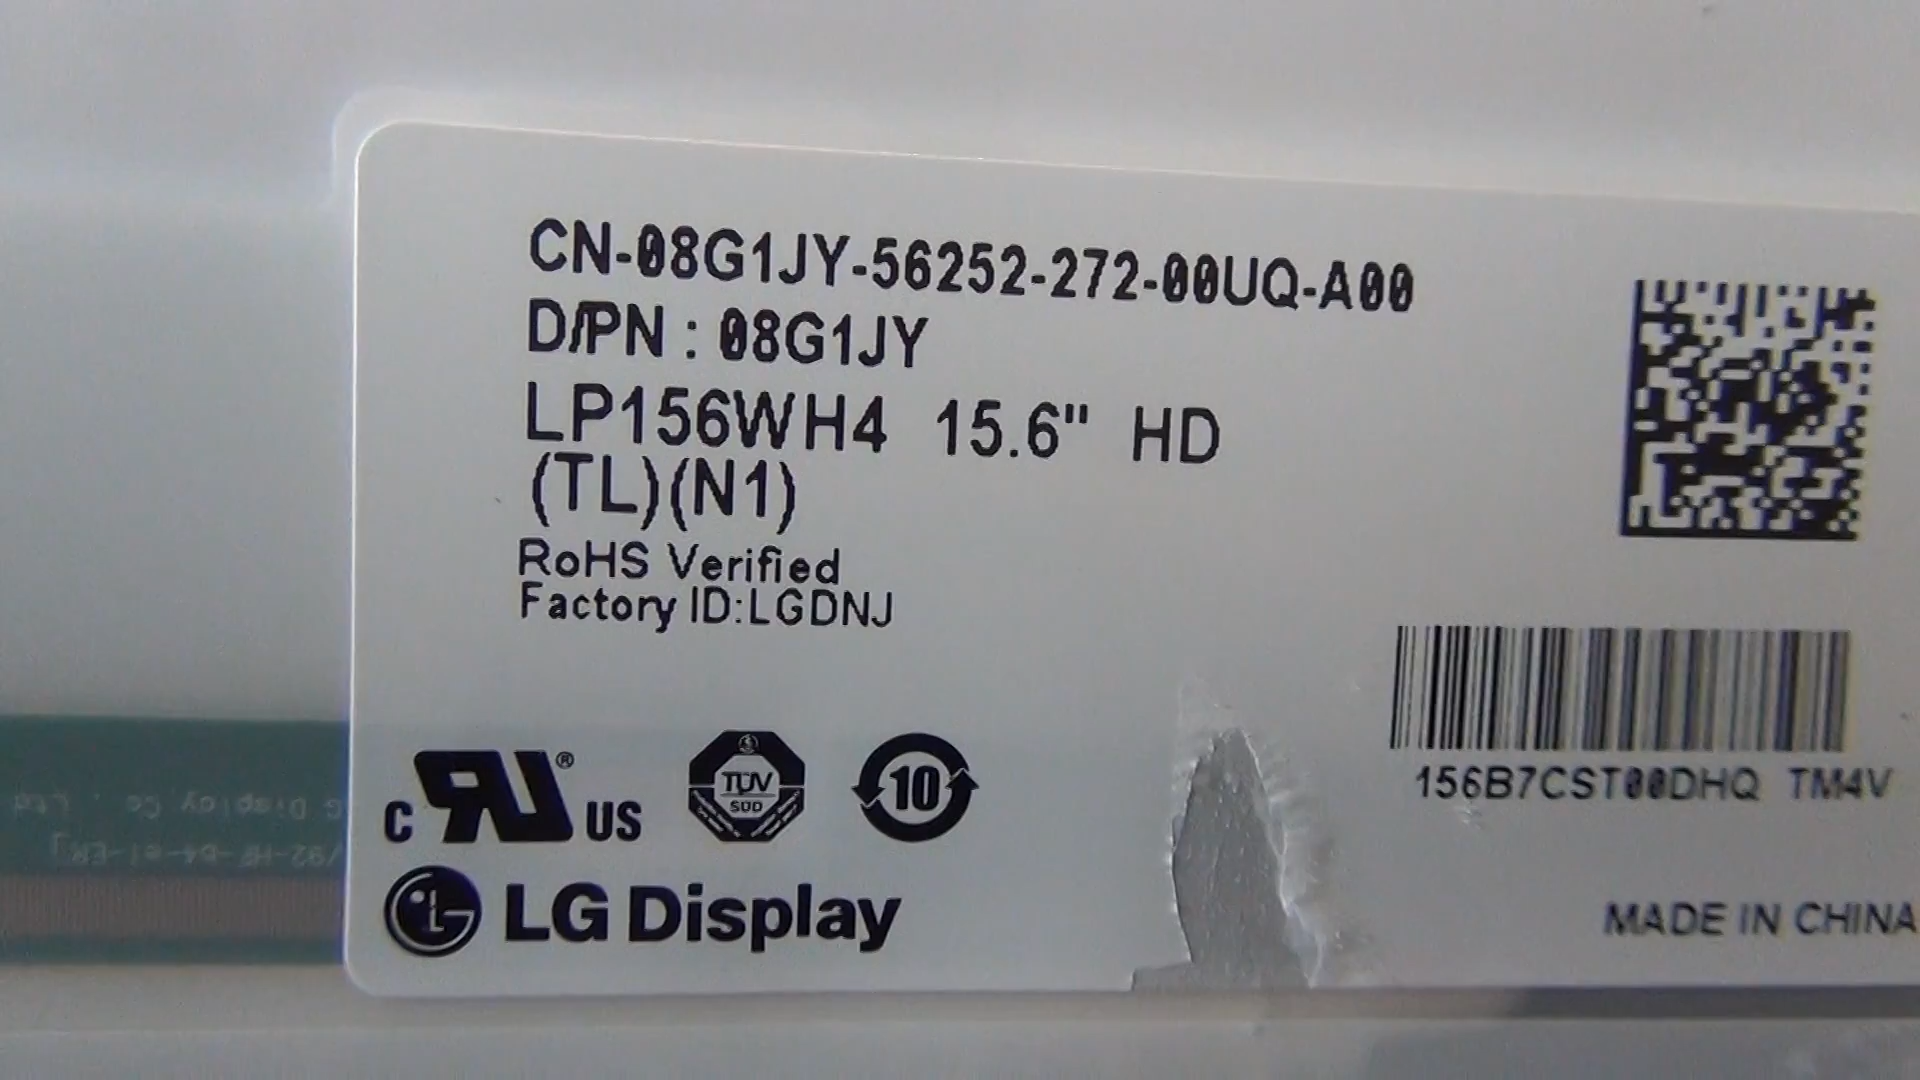 CN-08G1JY-56252-272-00UQ-A00
D/PN : 08G1JY
LP156WH4 15.6" HD
(TL)(N1)
RoHS Verified
Factory ID:LGDNJ
156B7CST00DHQ TM4V
c RU ® US
TÜV
SÜD
10
LG Display
MADE IN CHINA